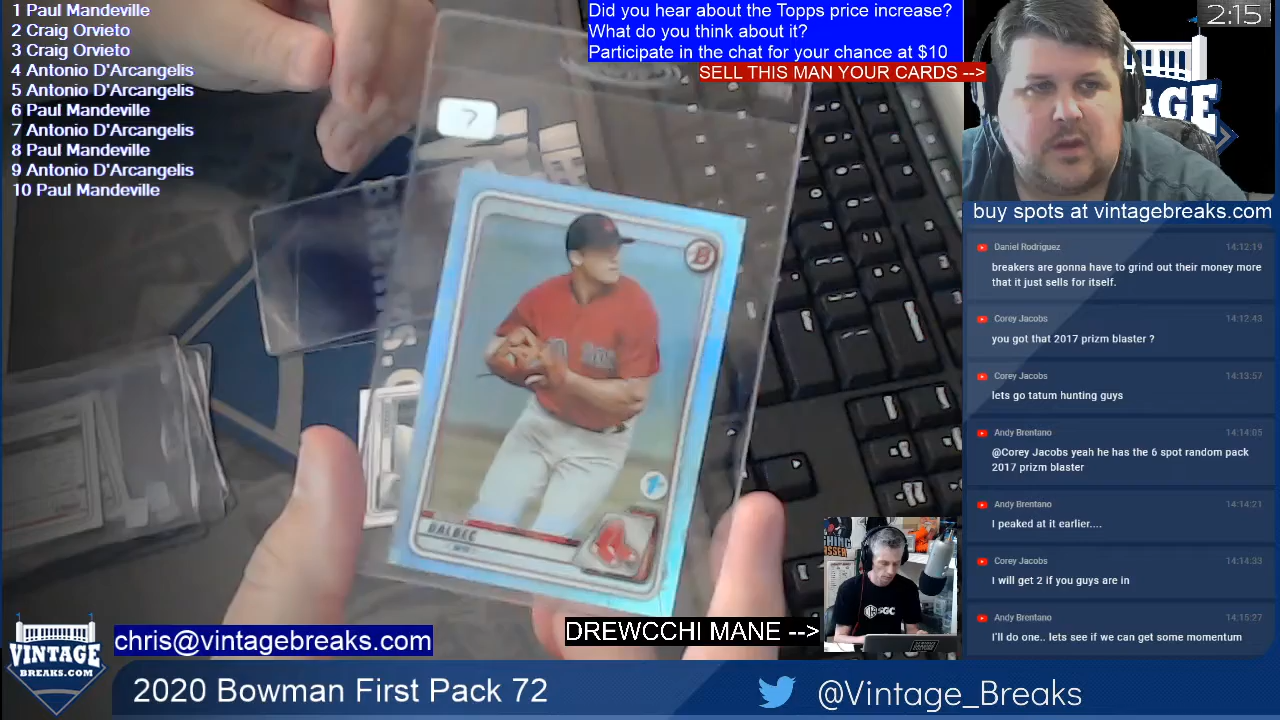 1 Paul Mandeville
2 Craig Orvieto
3 Craig Orvieto
4 Antonio D'Arcangelis
5 Antonio D'Arcangelis
6 Paul Mandeville
7 Antonio D'Arcangelis
8 Paul Mandeville
9 Antonio D'Arcangelis
10 Paul Mandeville
Did you hear about the Topps price increase?
What do you think about it?
Participate in the chat for your chance at $10
SELL THIS MAN YOUR CARDS -->
2:15
AGE
buy spots at vintagebreaks.com
Daniel Rodriguez 14:12:19
breakers are gonna have to grind out their money more
that it just sells for itself.
Corey Jacobs 14:12:43
you got that 2017 prizm blaster ?
Corey Jacobs 14:13:57
lets go tatum hunting guys
Andy Brentano 14:14:05
@Corey Jacobs yeah he has the 6 spot random pack
2017 prizm blaster
Andy Brentano 14:14:21
I peaked at it earlier....
Corey Jacobs 14:14:33
I will get 2 if you guys are in
Andy Brentano 14:15:27
I'll do one.. lets see if we can get some momentum
7
B
DALBEC
SGC
DREWCCHI MANE -->
chris@vintagebreaks.com
VINTAGE
BREAKS.COM
2020 Bowman First Pack 72
@Vintage_Breaks